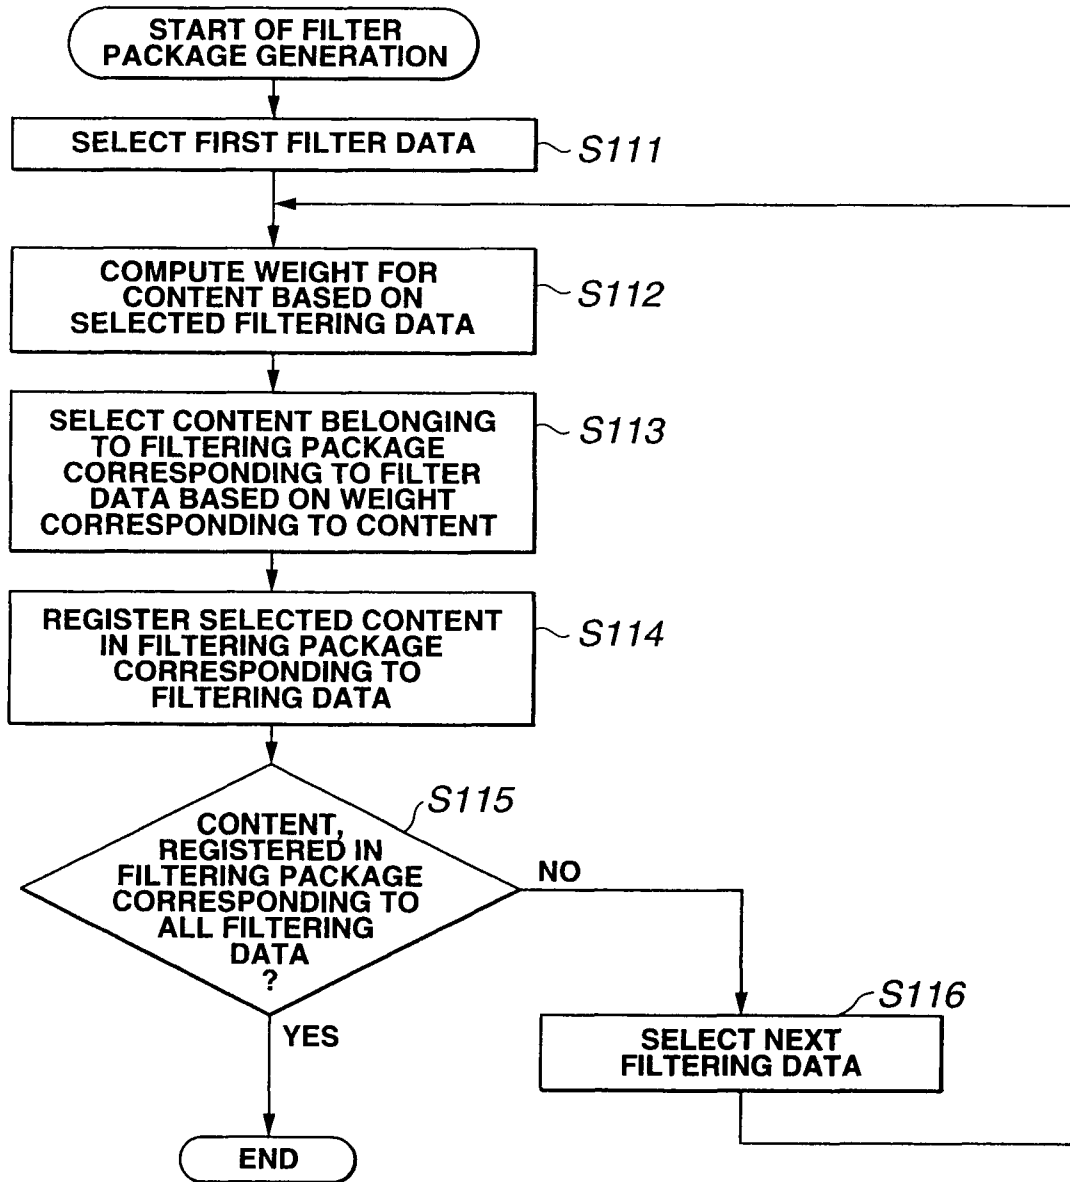 START OF FILTER
PACKAGE GENERATION
SELECT FIRST FILTER DATA
S111
COMPUTE WEIGHT FOR
CONTENT BASED ON
SELECTED FILTERING DATA
S112
SELECT CONTENT BELONGING
TO FILTERING PACKAGE
CORRESPONDING TO FILTER
DATA BASED ON WEIGHT
CORRESPONDING TO CONTENT
S113
REGISTER SELECTED CONTENT
IN FILTERING PACKAGE
CORRESPONDING TO
FILTERING DATA
S114
S115
CONTENT,
REGISTERED IN
FILTERING PACKAGE
CORRESPONDING TO
ALL FILTERING
DATA
?
NO
YES
S116
SELECT NEXT
FILTERING DATA
END